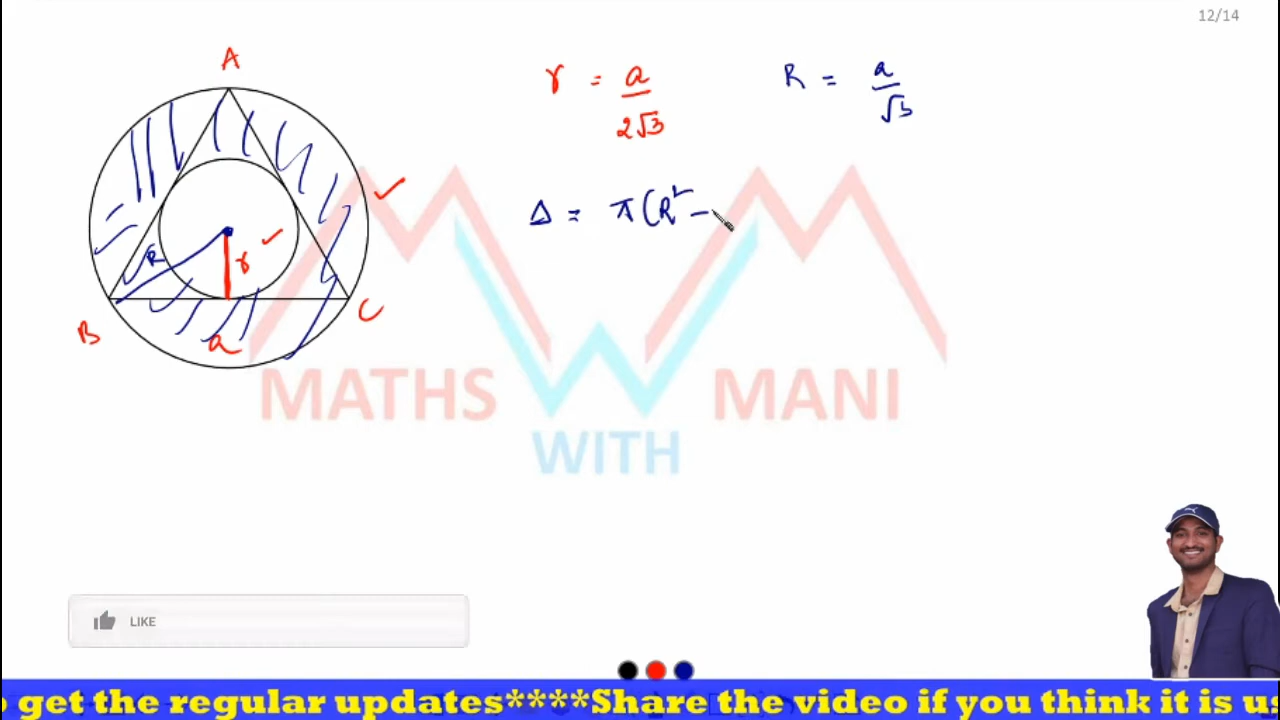 12/14
A
r = a/2√3
R = a/√3
Δ = π(R² –
R
r
B
a
C
MATHS
WITH
MANI
LIKE
o get the regular updates****Share the video if you think it is us